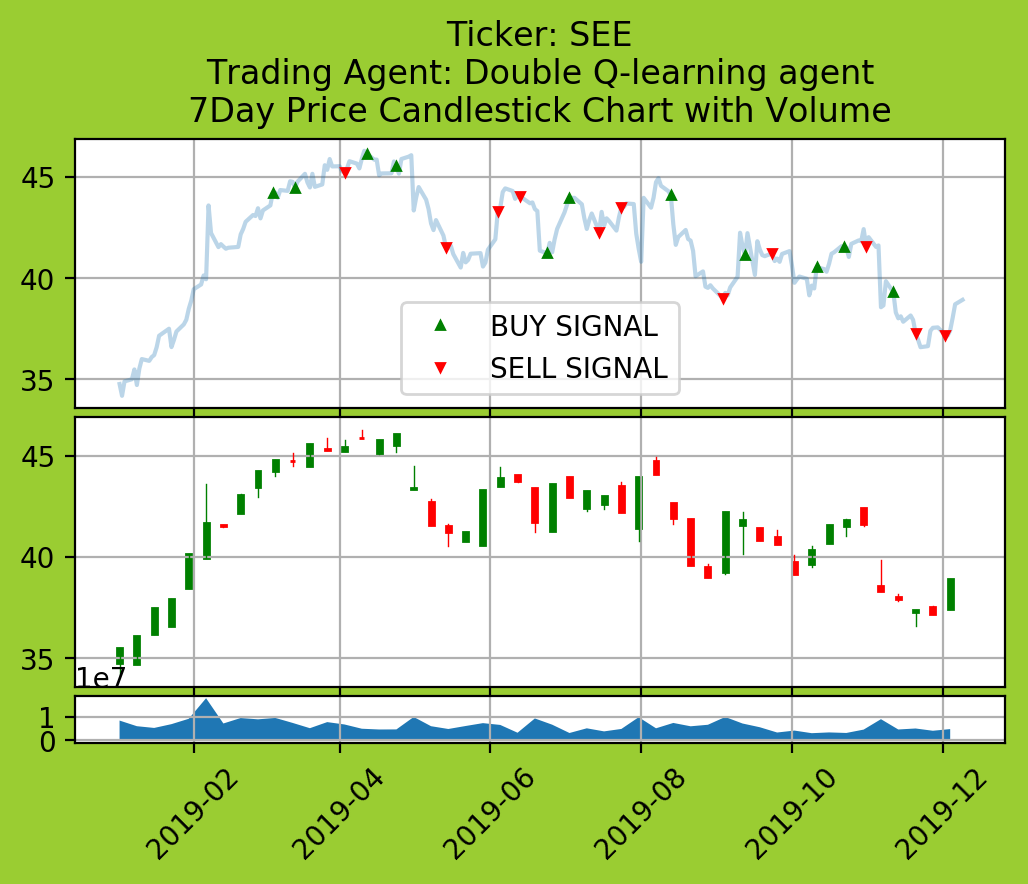 Ticker: SEE
Trading Agent: Double Q-learning agent
7Day Price Candlestick Chart with Volume
45
40
35
BUY SIGNAL
SELL SIGNAL
45
40
35
1e7
1
0
2019-02
2019-04
2019-06
2019-08
2019-10
2019-12